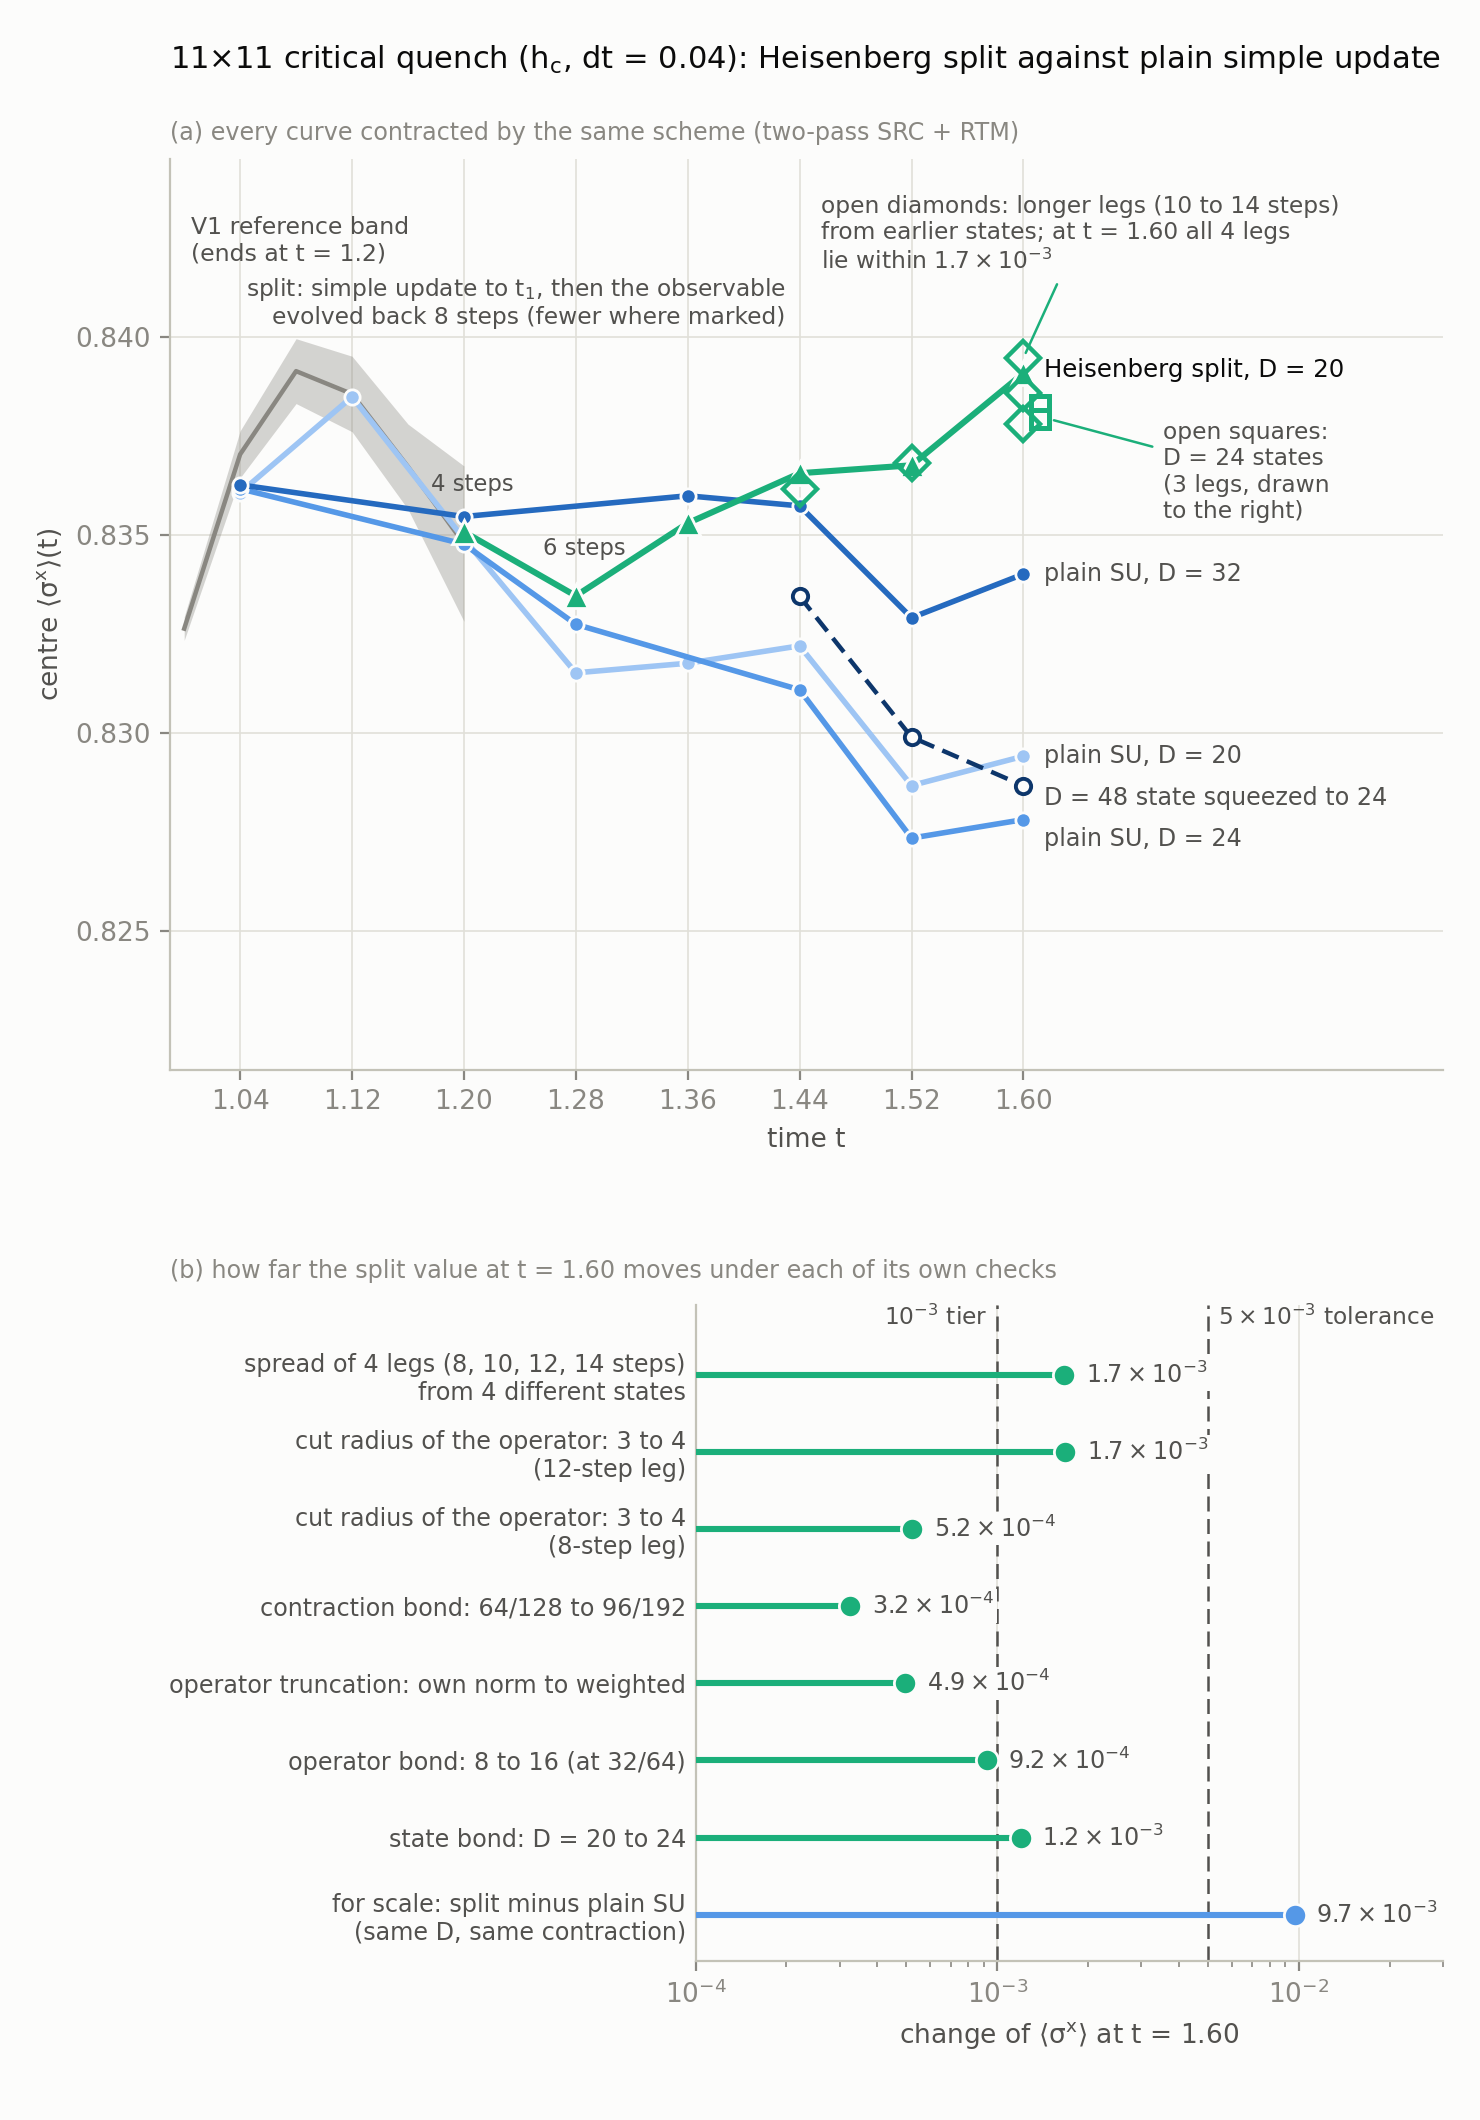 11×11 critical quench (h_c, dt = 0.04): Heisenberg split against plain simple update
(a) every curve contracted by the same scheme (two-pass SRC + RTM)
V1 reference band
(ends at t = 1.2)
split: simple update to t₁, then the observable
evolved back 8 steps (fewer where marked)
open diamonds: longer legs (10 to 14 steps)
from earlier states; at t = 1.60 all 4 legs
lie within 1.7 × 10⁻³
Heisenberg split, D = 20
open squares:
D = 24 states
(3 legs, drawn
to the right)
4 steps
6 steps
plain SU, D = 32
plain SU, D = 20
D = 48 state squeezed to 24
plain SU, D = 24
0.840
0.835
0.830
0.825
centre ⟨σˣ⟩(t)
1.04 1.12 1.20 1.28 1.36 1.44 1.52 1.60
time t
(b) how far the split value at t = 1.60 moves under each of its own checks
10⁻³ tier
5 × 10⁻³ tolerance
spread of 4 legs (8, 10, 12, 14 steps)
from 4 different states
1.7 × 10⁻³
cut radius of the operator: 3 to 4
(12-step leg)
1.7 × 10⁻³
cut radius of the operator: 3 to 4
(8-step leg)
5.2 × 10⁻⁴
contraction bond: 64/128 to 96/192
3.2 × 10⁻⁴
operator truncation: own norm to weighted
4.9 × 10⁻⁴
operator bond: 8 to 16 (at 32/64)
9.2 × 10⁻⁴
state bond: D = 20 to 24
1.2 × 10⁻³
for scale: split minus plain SU
(same D, same contraction)
9.7 × 10⁻³
10⁻⁴ 10⁻³ 10⁻²
change of ⟨σˣ⟩ at t = 1.60